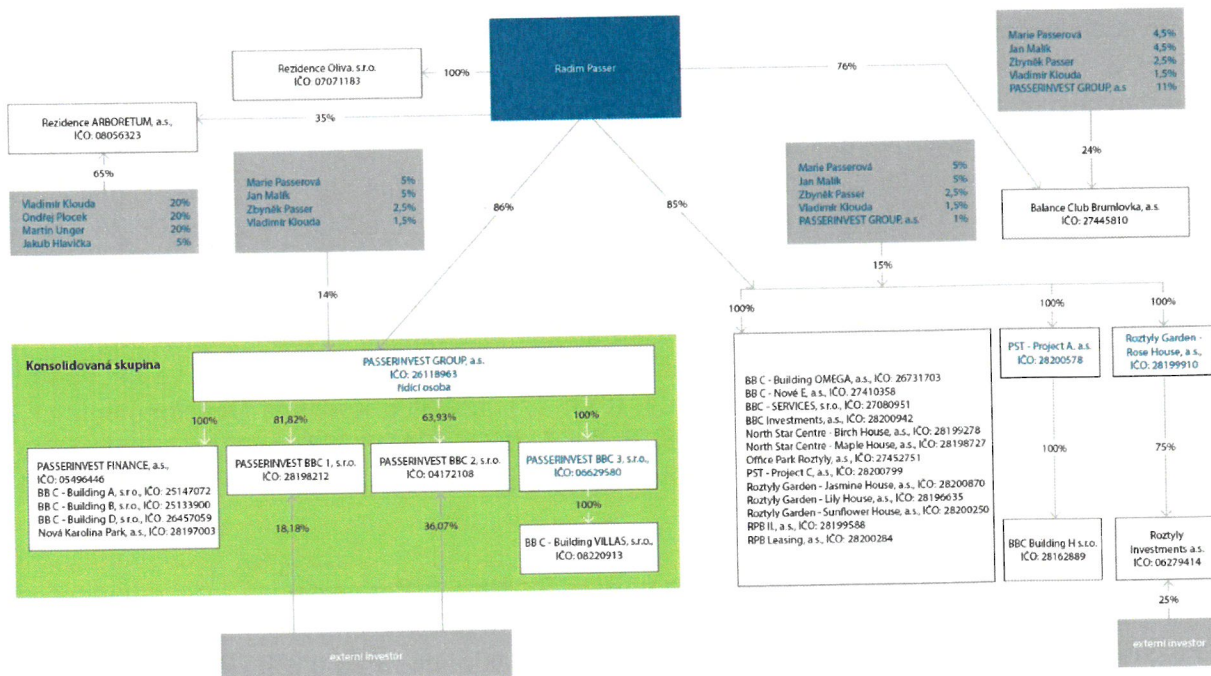 Radim Passer
Rezidence Oliva, s.r.o.
IČO: 07071183
100%
Rezidence ARBORETUM, a.s.,
IČO: 08056323
35%
65%
Vladimír Klouda 20%
Ondřej Plocek 20%
Martin Unger 20%
Jakub Hlavička 5%
Marie Passerová 5%
Jan Malík 5%
Zbyněk Passer 2,5%
Vladimír Klouda 1,5%
14%
86%
85%
76%
Marie Passerová 4,5%
Jan Malík 4,5%
Zbyněk Passer 2,5%
Vladimír Klouda 1,5%
PASSERINVEST GROUP, a.s 11%
24%
Balance Club Brumlovka, a.s.
IČO: 27445810
Marie Passerová 5%
Jan Malík 5%
Zbyněk Passer 2,5%
Vladimír Klouda 1,5%
PASSERINVEST GROUP, a.s. 1%
15%
Konsolidovaná skupina
PASSERINVEST GROUP, a.s.
IČO: 26118963
řídící osoba
100%
81,82%
63,93%
100%
PASSERINVEST FINANCE, a.s.,
IČO: 05496446
BB C - Building A, s.r.o., IČO: 25147072
BB C - Building B, s.r.o., IČO: 25133900
BB C - Building D, s.r.o., IČO: 26457059
Nová Karolina Park, a.s., IČO: 28197003
PASSERINVEST BBC 1, s.r.o.
IČO: 28198212
18,18%
PASSERINVEST BBC 2, s.r.o.
IČO: 04172108
36,07%
PASSERINVEST BBC 3, s.r.o.,
IČO: 06629580
100%
BB C - Building VILLAS, s.r.o.,
IČO: 08220913
externí investor
100%
100%
100%
BB C - Building OMEGA, a.s., IČO: 26731703
BB C - Nové E, a.s., IČO: 27410358
BBC - SERVICES, s.r.o., IČO: 27080951
BBC Investments, a.s., IČO: 28200942
North Star Centre - Birch House, a.s., IČO: 28199278
North Star Centre - Maple House, a.s., IČO: 28198727
Office Park Roztyly, a.s., IČO: 27452751
PST - Project C, a.s., IČO: 28200799
Roztyly Garden - Jasmine House, a.s., IČO: 28200870
Roztyly Garden - Lily House, a.s., IČO: 28196635
Roztyly Garden - Sunflower House, a.s., IČO: 28200250
RPB II., a.s., IČO: 28199588
RPB Leasing, a.s., IČO: 28200284
PST - Project A, a.s.
IČO: 28200578
100%
BBC Building H s.r.o.
IČO: 28162889
Roztyly Garden -
Rose House, a.s.,
IČO: 28199910
75%
Roztyly
Investments a.s.
IČO: 06279414
25%
externí investor